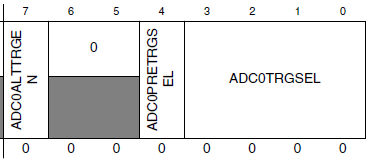 7 6 5 4 3 2 1 0
ADC0ALTTRGE
N
0
ADC0PRETRGS
EL
ADC0TRGSEL
0 0 0 0 0 0 0 0